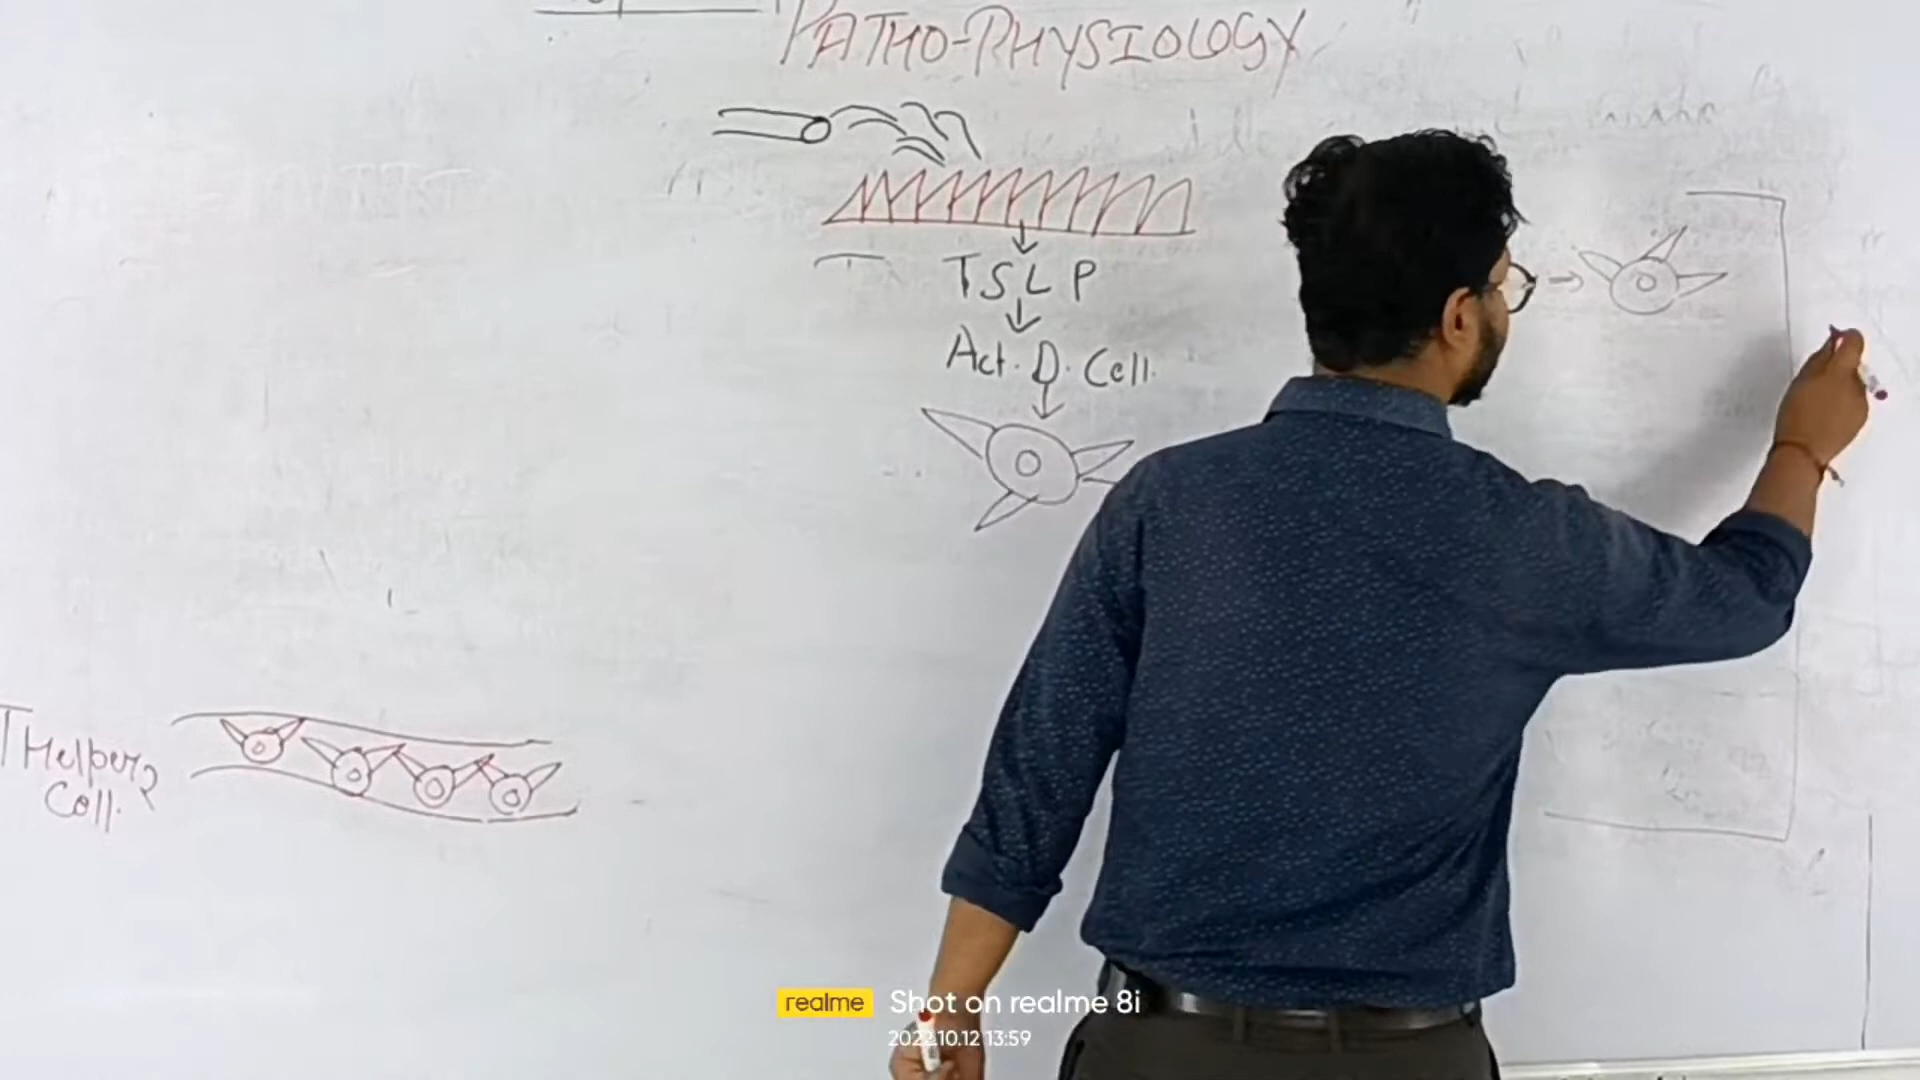 PATHO-PHYSIOLOGY
TSLP
Act. D. Cell.
T Helper2
Cell.
realme Shot on realme 8i
2022.10.12 13:59